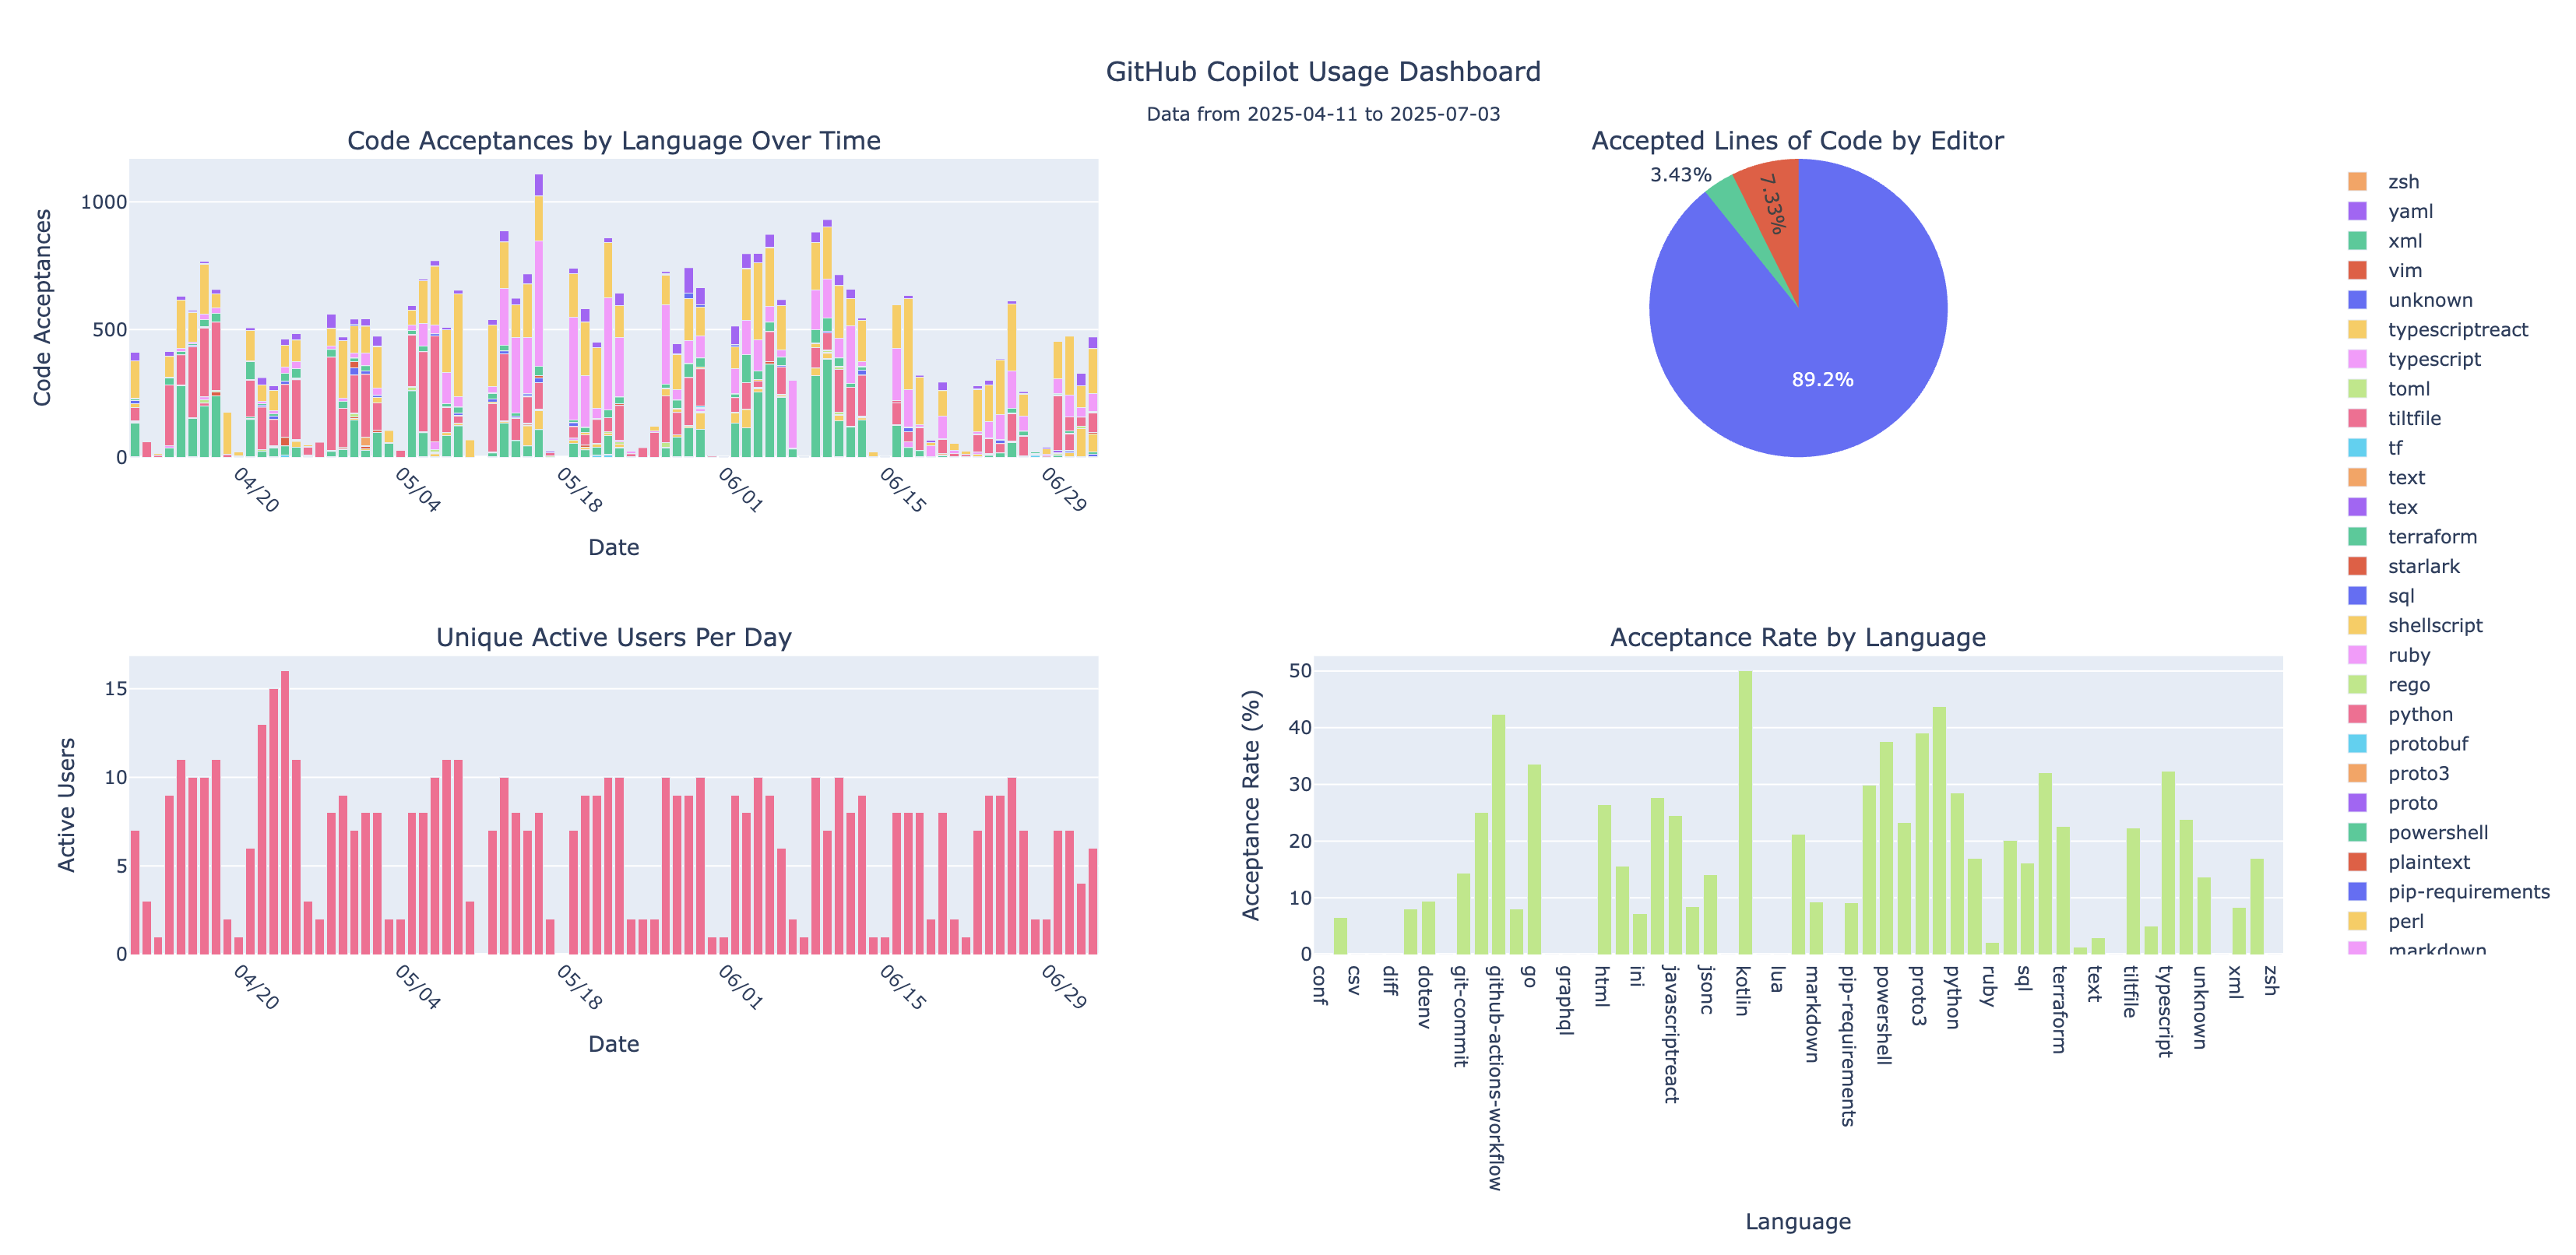 GitHub Copilot Usage Dashboard
Data from 2025-04-11 to 2025-07-03
Code Acceptances by Language Over Time
Code Acceptances
1000
500
0
04/20
05/04
05/18
06/01
06/15
06/29
Date
Accepted Lines of Code by Editor
3.43%
7.33%
89.2%
Unique Active Users Per Day
Active Users
15
10
5
0
04/20
05/04
05/18
06/01
06/15
06/29
Date
Acceptance Rate by Language
Acceptance Rate (%)
50
40
30
20
10
0
conf
csv
diff
dotenv
git-commit
github-actions-workflow
go
graphql
html
ini
javascriptreact
jsonc
kotlin
lua
markdown
pip-requirements
powershell
proto3
python
ruby
sql
terraform
text
tiltfile
typescript
unknown
xml
zsh
Language
zsh
yaml
xml
vim
unknown
typescriptreact
typescript
toml
tiltfile
tf
text
tex
terraform
starlark
sql
shellscript
ruby
rego
python
protobuf
proto3
proto
powershell
plaintext
pip-requirements
perl
markdown